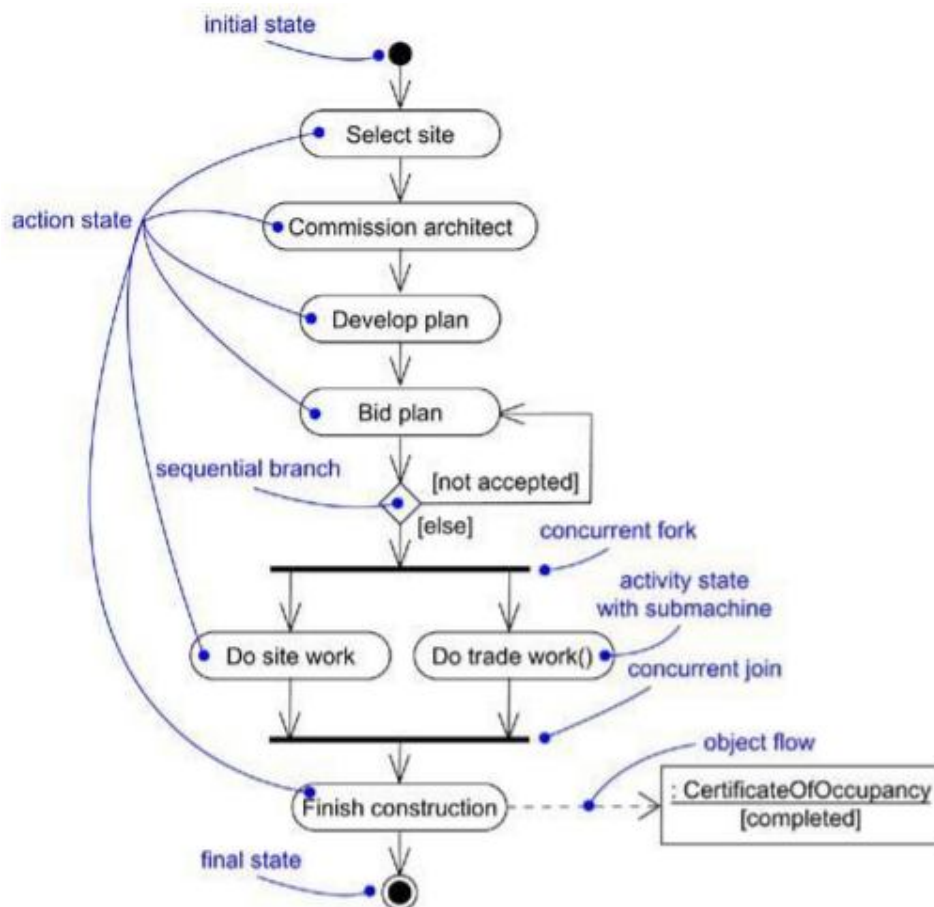 initial state
Select site
action state
Commission architect
Develop plan
Bid plan
sequential branch
[not accepted]
[else]
concurrent fork
activity state
with submachine
Do site work
Do trade work()
concurrent join
object flow
: CertificateOfOccupancy
[completed]
Finish construction
final state